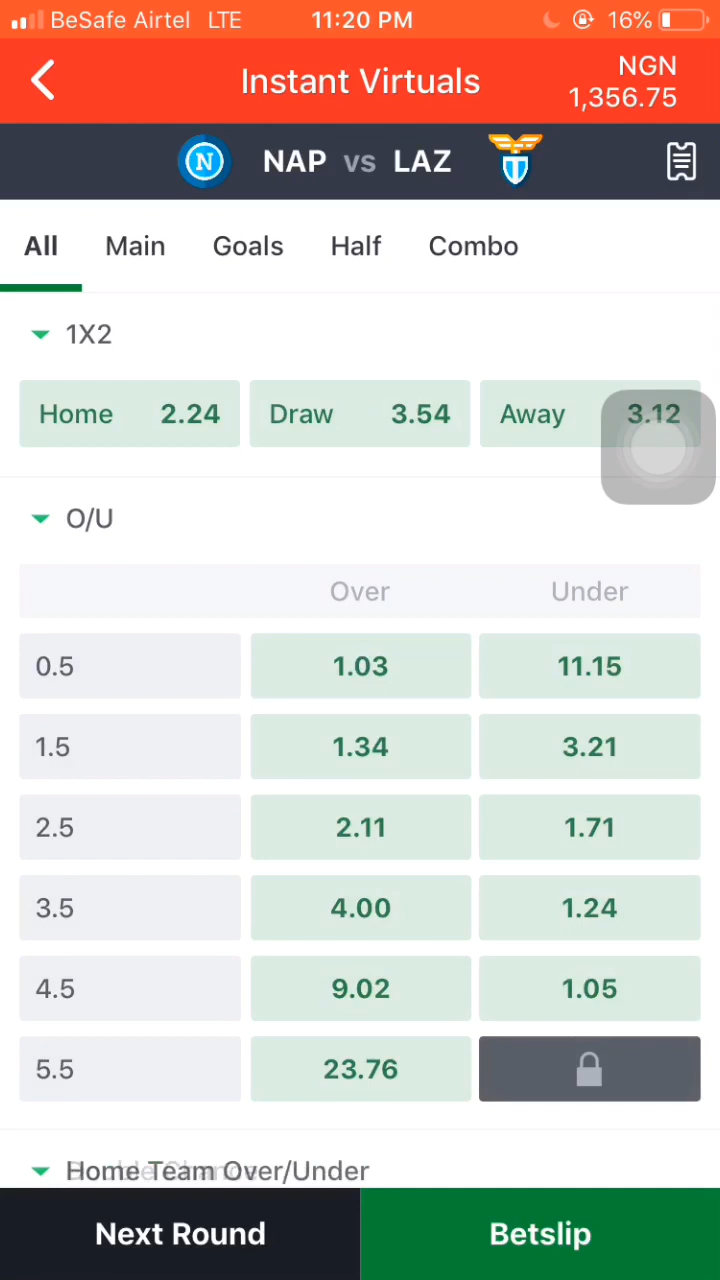 BeSafe Airtel LTE 11:20 PM 16%
Instant Virtuals
NGN
1,356.75
N NAP vs LAZ
All Main Goals Half Combo
1X2
Home 2.24 Draw 3.54 Away 3.12
O/U
Over Under
0.5 1.03 11.15
1.5 1.34 3.21
2.5 2.11 1.71
3.5 4.00 1.24
4.5 9.02 1.05
5.5 23.76
Home Team Over/Under
Double Chance
Next Round Betslip